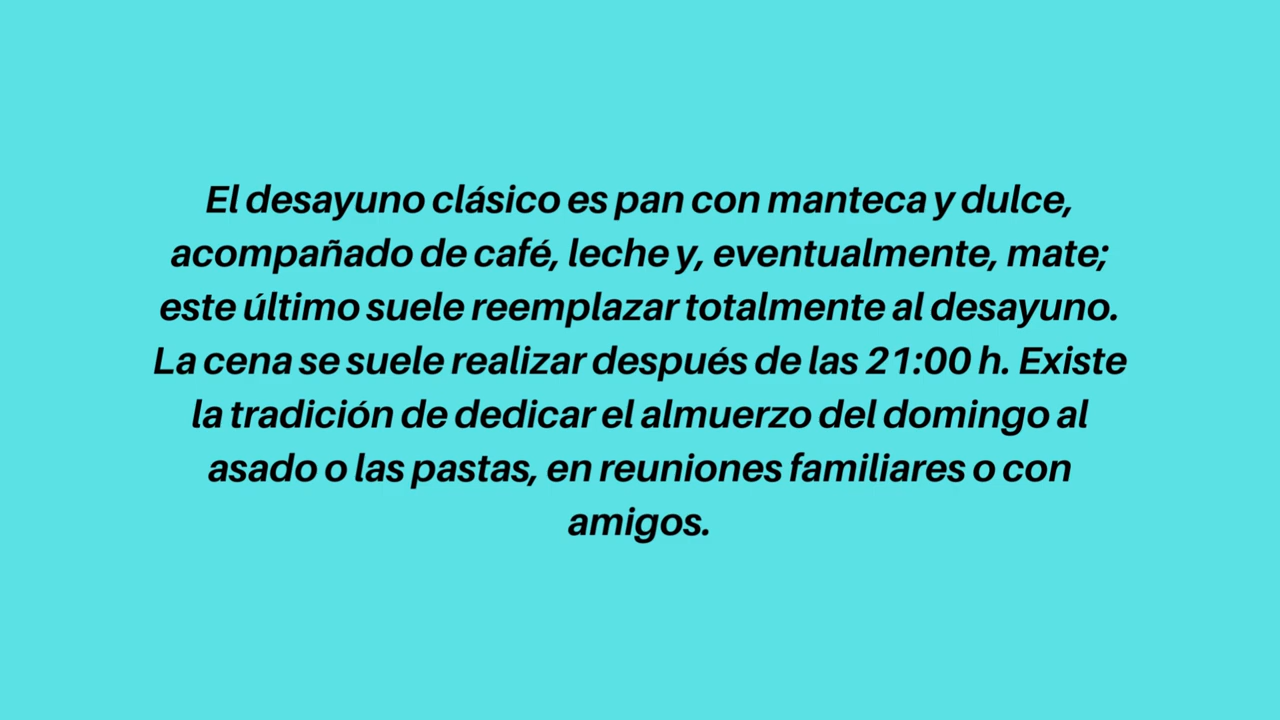 El desayuno clásico es pan con manteca y dulce,
acompañado de café, leche y, eventualmente, mate;
este último suele reemplazar totalmente al desayuno.
La cena se suele realizar después de las 21:00 h. Existe
la tradición de dedicar el almuerzo del domingo al
asado o las pastas, en reuniones familiares o con
amigos.